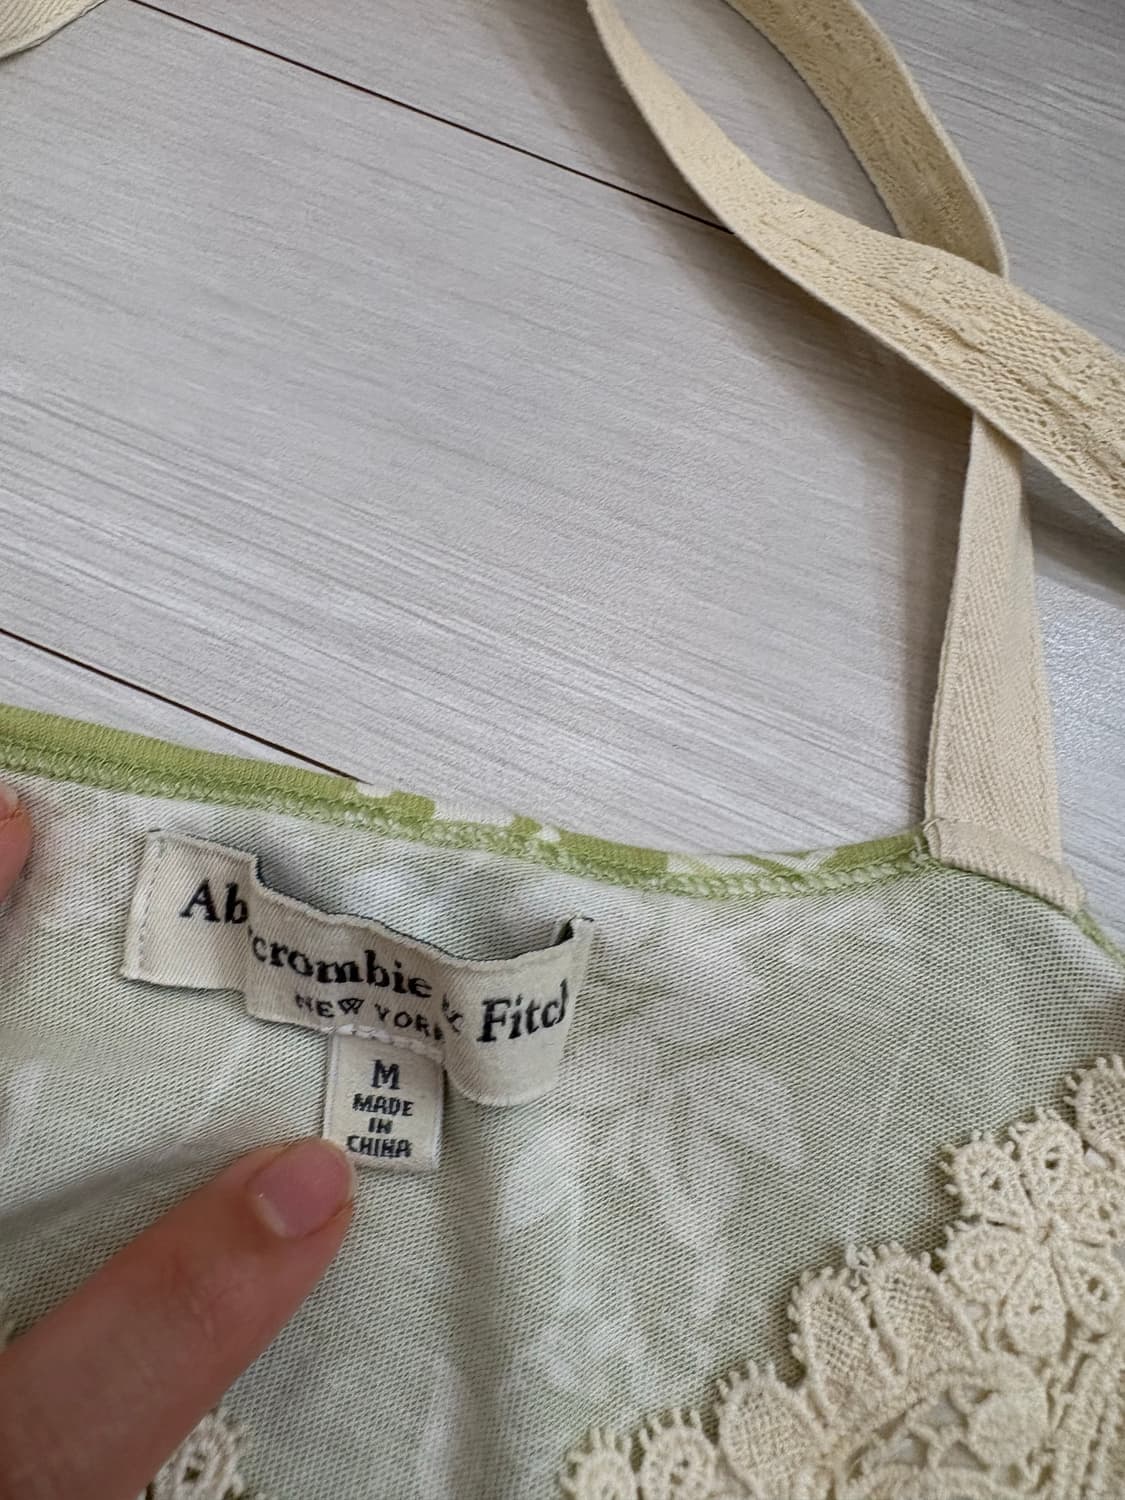 Abercrombie & Fitch
NEW YORK
M
MADE
IN
CHINA